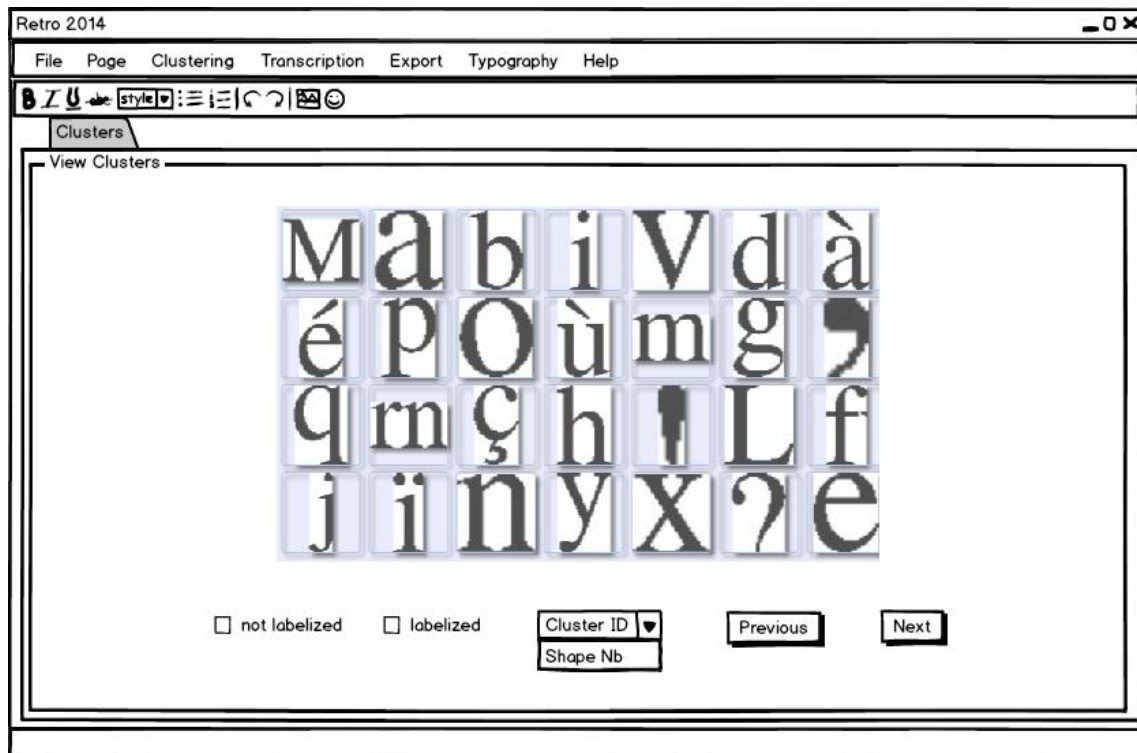 Retro 2014
File Page Clustering Transcription Export Typography Help
B I U abc style
Clusters
View Clusters
M a b i V d à
é p O ù m g ,
q rn ç h ' L f
j ï n y X ? e
not labelized labelized Cluster ID Previous Next
Shape Nb